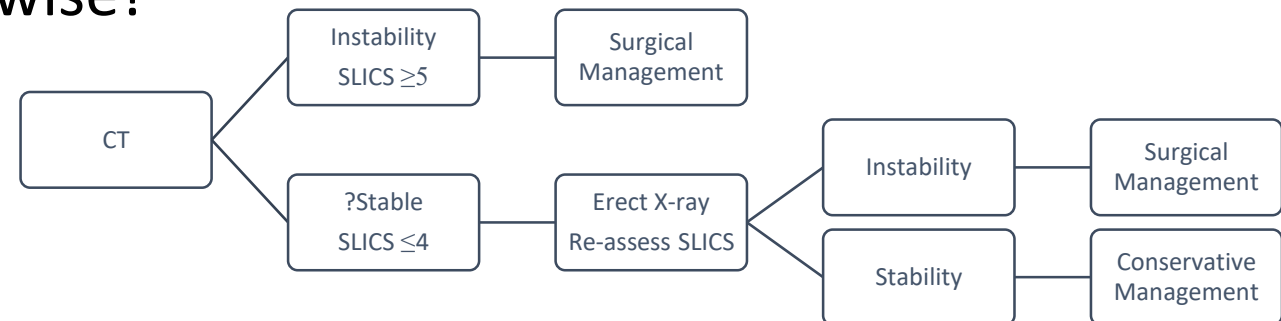 wise?
Instability
SLICS ≥5
Surgical
Management
CT
?Stable
SLICS ≤4
Erect X-ray
Re-assess SLICS
Instability
Surgical
Management
Stability
Conservative
Management